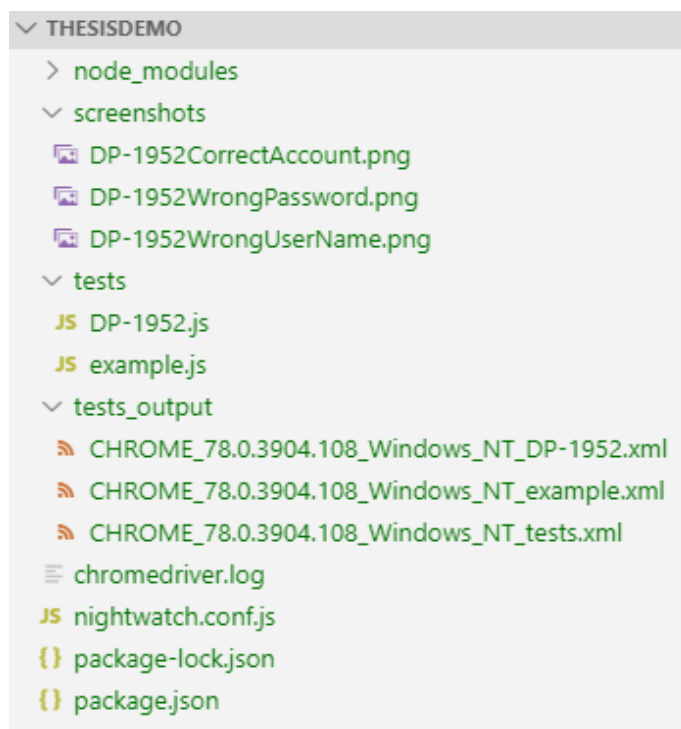 THESISDEMO
node_modules
screenshots
DP-1952CorrectAccount.png
DP-1952WrongPassword.png
DP-1952WrongUserName.png
tests
JS DP-1952.js
JS example.js
tests_output
CHROME_78.0.3904.108_Windows_NT_DP-1952.xml
CHROME_78.0.3904.108_Windows_NT_example.xml
CHROME_78.0.3904.108_Windows_NT_tests.xml
chromedriver.log
JS nightwatch.conf.js
{} package-lock.json
{} package.json